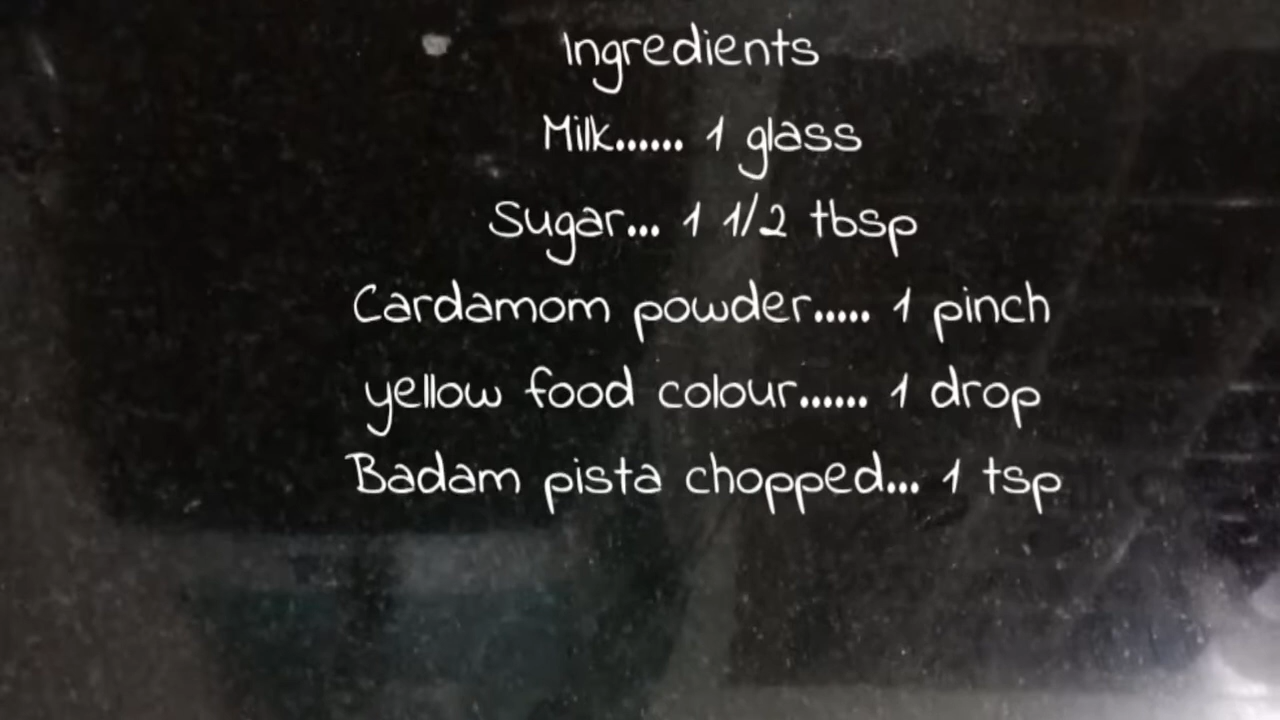 Ingredients
Milk...... 1 glass
Sugar... 1 1/2 tbsp
Cardamom powder..... 1 pinch
yellow food colour...... 1 drop
Badam pista chopped... 1 tsp